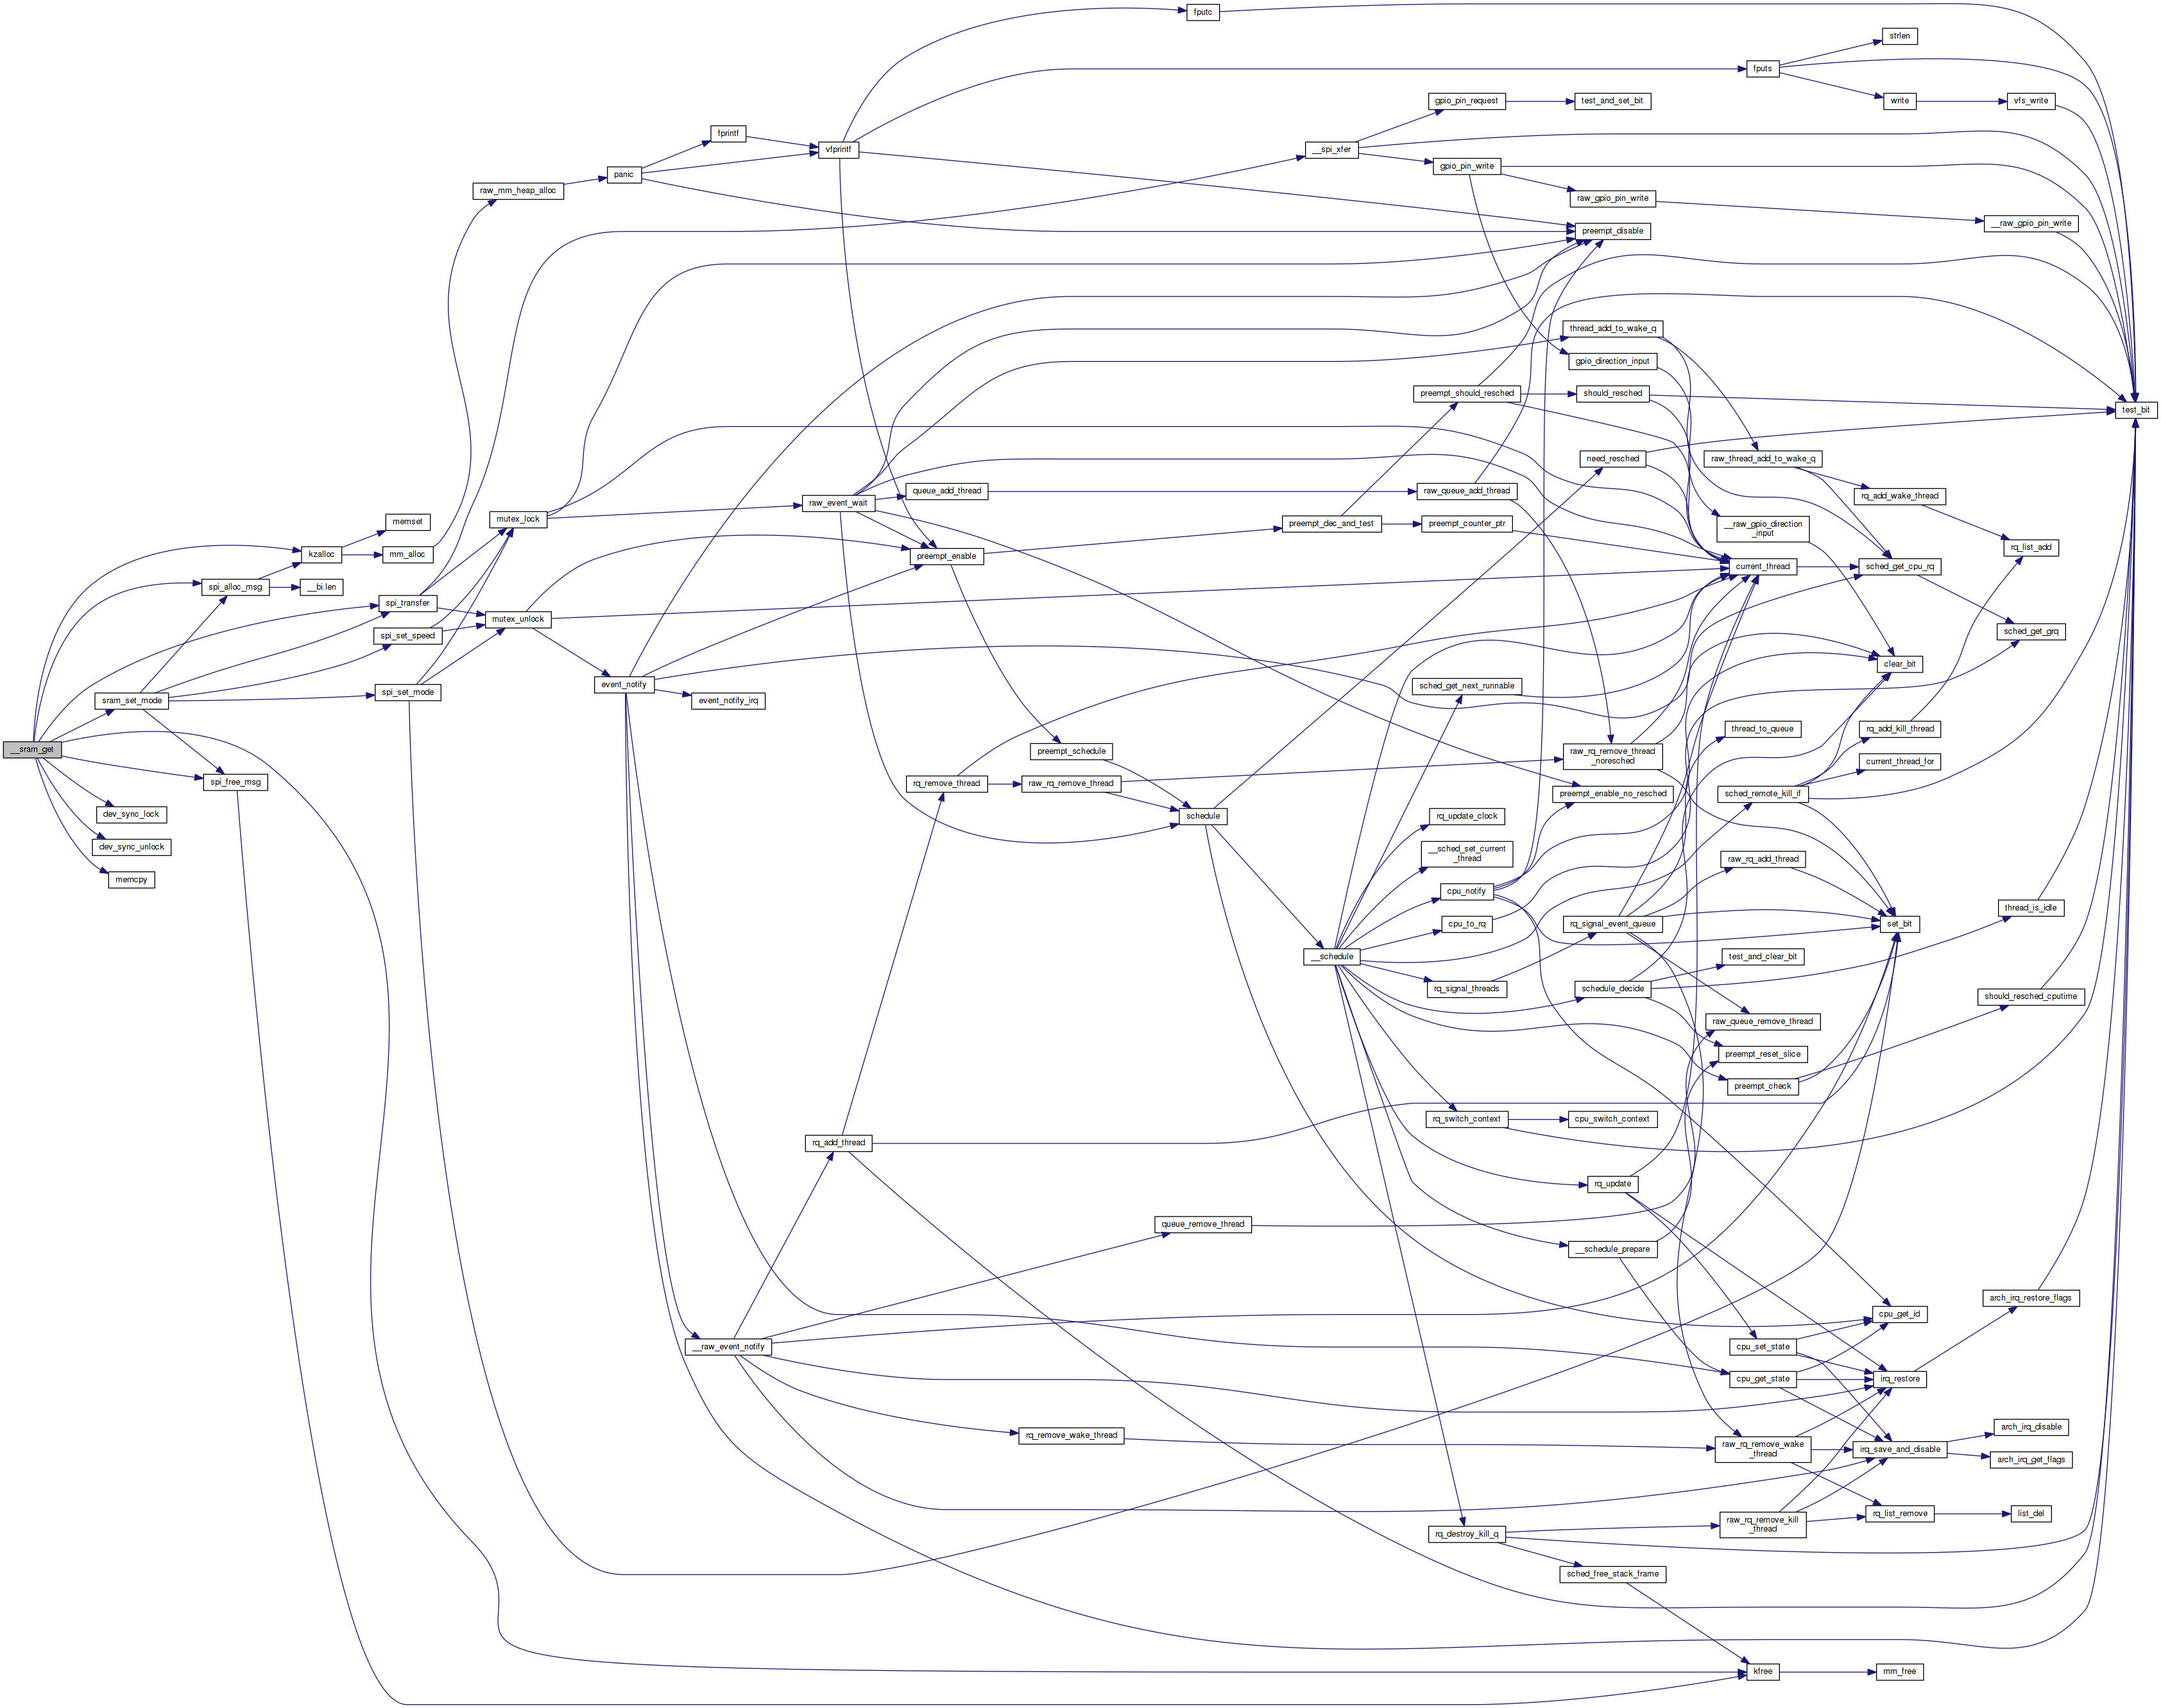 fputc
strlen
fputs
gpio_pin_request
test_and_set_bit
write
vfs_write
fprintf
vfprintf
__spi_xfer
gpio_pin_write
panic
raw_mm_heap_alloc
raw_gpio_pin_write
__raw_gpio_pin_write
preempt_disable
thread_add_to_wake_q
gpio_direction_input
preempt_should_resched
should_resched
test_bit
need_resched
raw_thread_add_to_wake_q
queue_add_thread
raw_queue_add_thread
rq_add_wake_thread
raw_event_wait
mutex_lock
memset
preempt_dec_and_test
preempt_counter_ptr
__raw_gpio_direction
_input
rq_list_add
kzalloc
mm_alloc
preempt_enable
current_thread
sched_get_cpu_rq
spi_alloc_msg
__bi.len
spi_transfer
mutex_unlock
spi_set_speed
sched_get_grq
clear_bit
event_notify
sched_get_next_runnable
spi_set_mode
sram_set_mode
event_notify_irq
thread_to_queue
rq_add_kill_thread
__sram_get
preempt_schedule
raw_rq_remove_thread
_noresched
current_thread_for
spi_free_msg
rq_remove_thread
raw_rq_remove_thread
preempt_enable_no_resched
sched_remote_kill_if
dev_sync_lock
schedule
rq_update_clock
dev_sync_unlock
__sched_set_current
_thread
raw_rq_add_thread
memcpy
cpu_notify
thread_is_idle
cpu_to_rq
rq_signal_event_queue
set_bit
__schedule
test_and_clear_bit
rq_signal_threads
schedule_decide
should_resched_cputime
raw_queue_remove_thread
preempt_reset_slice
preempt_check
rq_switch_context
cpu_switch_context
rq_add_thread
rq_update
queue_remove_thread
__schedule_prepare
arch_irq_restore_flags
cpu_get_id
__raw_event_notify
cpu_set_state
cpu_get_state
irq_restore
arch_irq_disable
rq_remove_wake_thread
raw_rq_remove_wake
_thread
irq_save_and_disable
arch_irq_get_flags
rq_list_remove
list_del
raw_rq_remove_kill
_thread
rq_destroy_kill_q
sched_free_stack_frame
kfree
mm_free